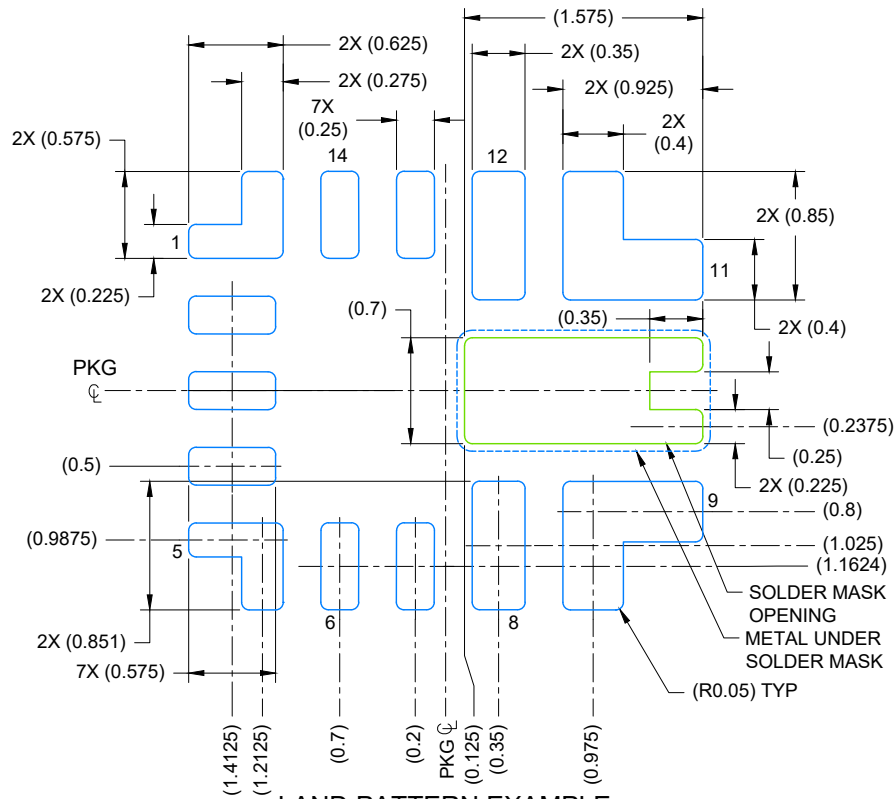 (1.575)
2X (0.625)
2X (0.35)
2X (0.275)
2X (0.925)
7X
(0.25)
2X
(0.4)
2X (0.575)
14
12
2X (0.85)
1
11
2X (0.225)
(0.7)
(0.35)
2X (0.4)
PKG
℄
(0.2375)
(0.5)
(0.25)
2X (0.225)
9
(0.8)
(0.9875)
5
(1.025)
(1.1624)
6
8
SOLDER MASK
OPENING
2X (0.851)
METAL UNDER
SOLDER MASK
7X (0.575)
(R0.05) TYP
(1.4125)
(1.2125)
(0.7)
(0.2)
PKG ℄
(0.125)
(0.35)
(0.975)
LAND PATTERN EXAMPLE